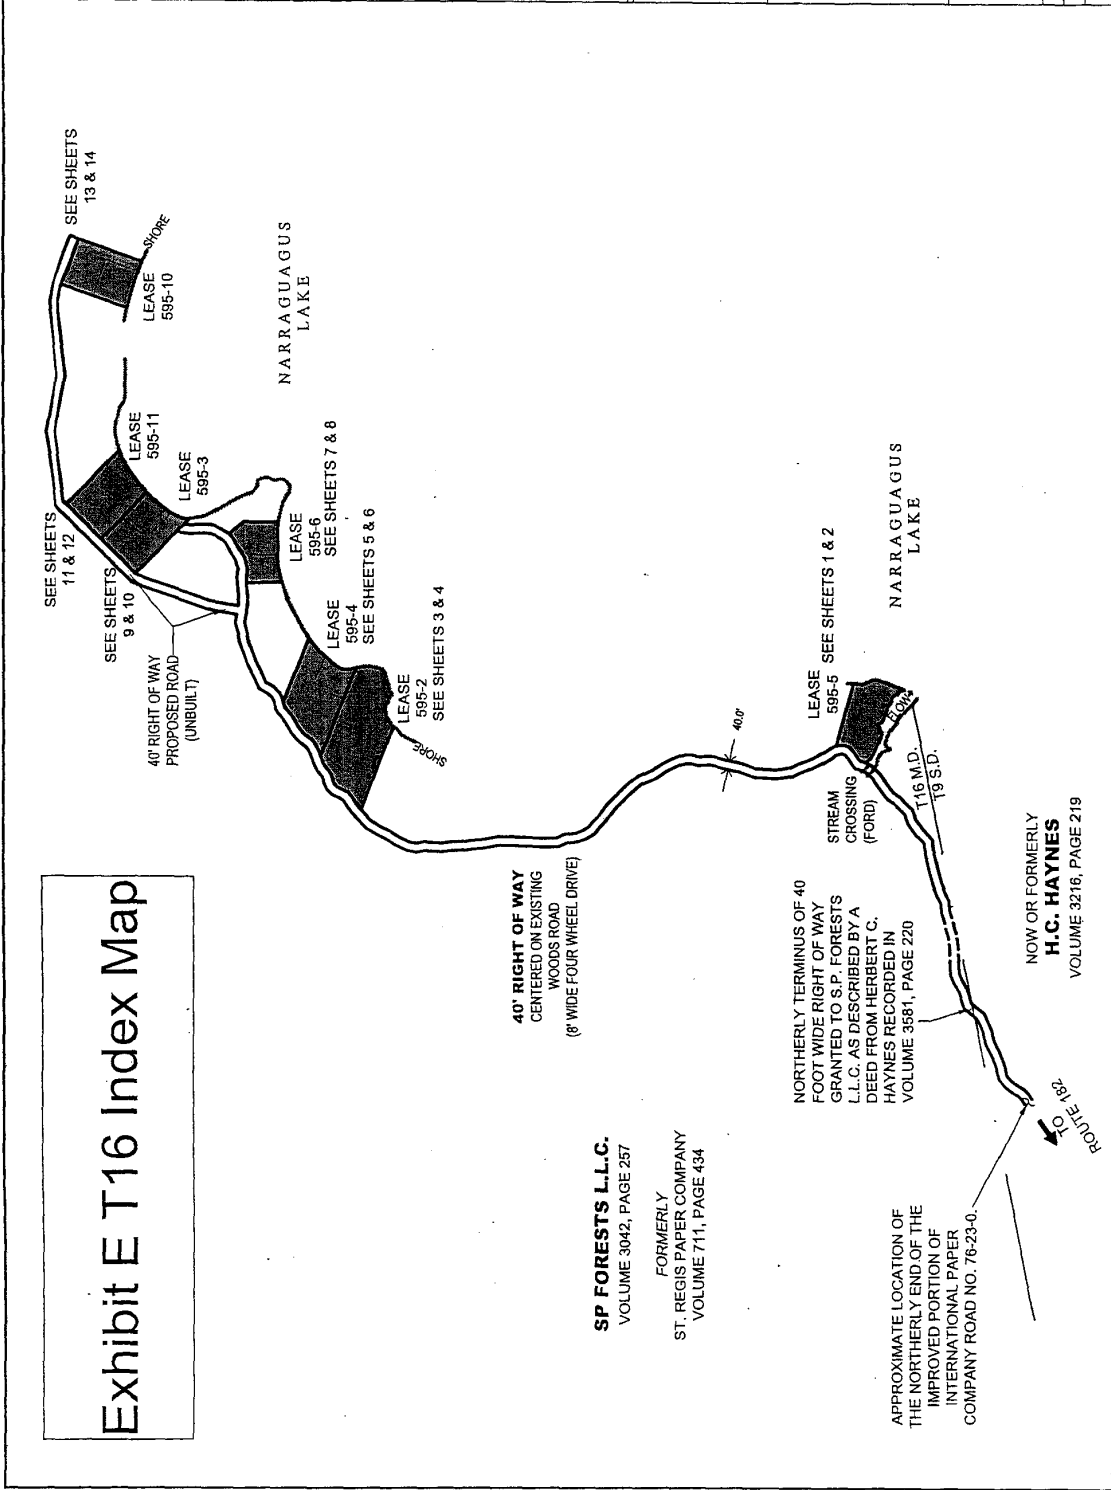 Exhibit E T16 Index Map
SEE SHEETS
13 & 14
SHORE
LEASE
595-10
NARRAGUAGUS
LAKE
LEASE
595-11
LEASE
595-3
SEE SHEETS
11 & 12
SEE SHEETS
9 & 10
40' RIGHT OF WAY
PROPOSED ROAD
(UNBUILT)
LEASE
595-6
SEE SHEETS 7 & 8
LEASE
595-4
SEE SHEETS 5 & 6
LEASE
595-2
SEE SHEETS 3 & 4
SHORE
40' RIGHT OF WAY
CENTERED ON EXISTING
WOODS ROAD
(8' WIDE FOUR WHEEL DRIVE)
40.0'
LEASE
595-5
SEE SHEETS 1 & 2
NARRAGUAGUS
LAKE
FLOW
STREAM
CROSSING
(FORD)
T16 M.D.
T9 S.D.
NORTHERLY TERMINUS OF 40
FOOT WIDE RIGHT OF WAY
GRANTED TO S.P. FORESTS
L.L.C. AS DESCRIBED BY A
DEED FROM HERBERT C.
HAYNES RECORDED IN
VOLUME 3581, PAGE 220
NOW OR FORMERLY
H.C. HAYNES
VOLUME 3216, PAGE 219
SP FORESTS L.L.C.
VOLUME 3042, PAGE 257
FORMERLY
ST. REGIS PAPER COMPANY
VOLUME 711, PAGE 434
TO
ROUTE 182
APPROXIMATE LOCATION OF
THE NORTHERLY END OF THE
IMPROVED PORTION OF
INTERNATIONAL PAPER
COMPANY ROAD NO. 76-23-0.